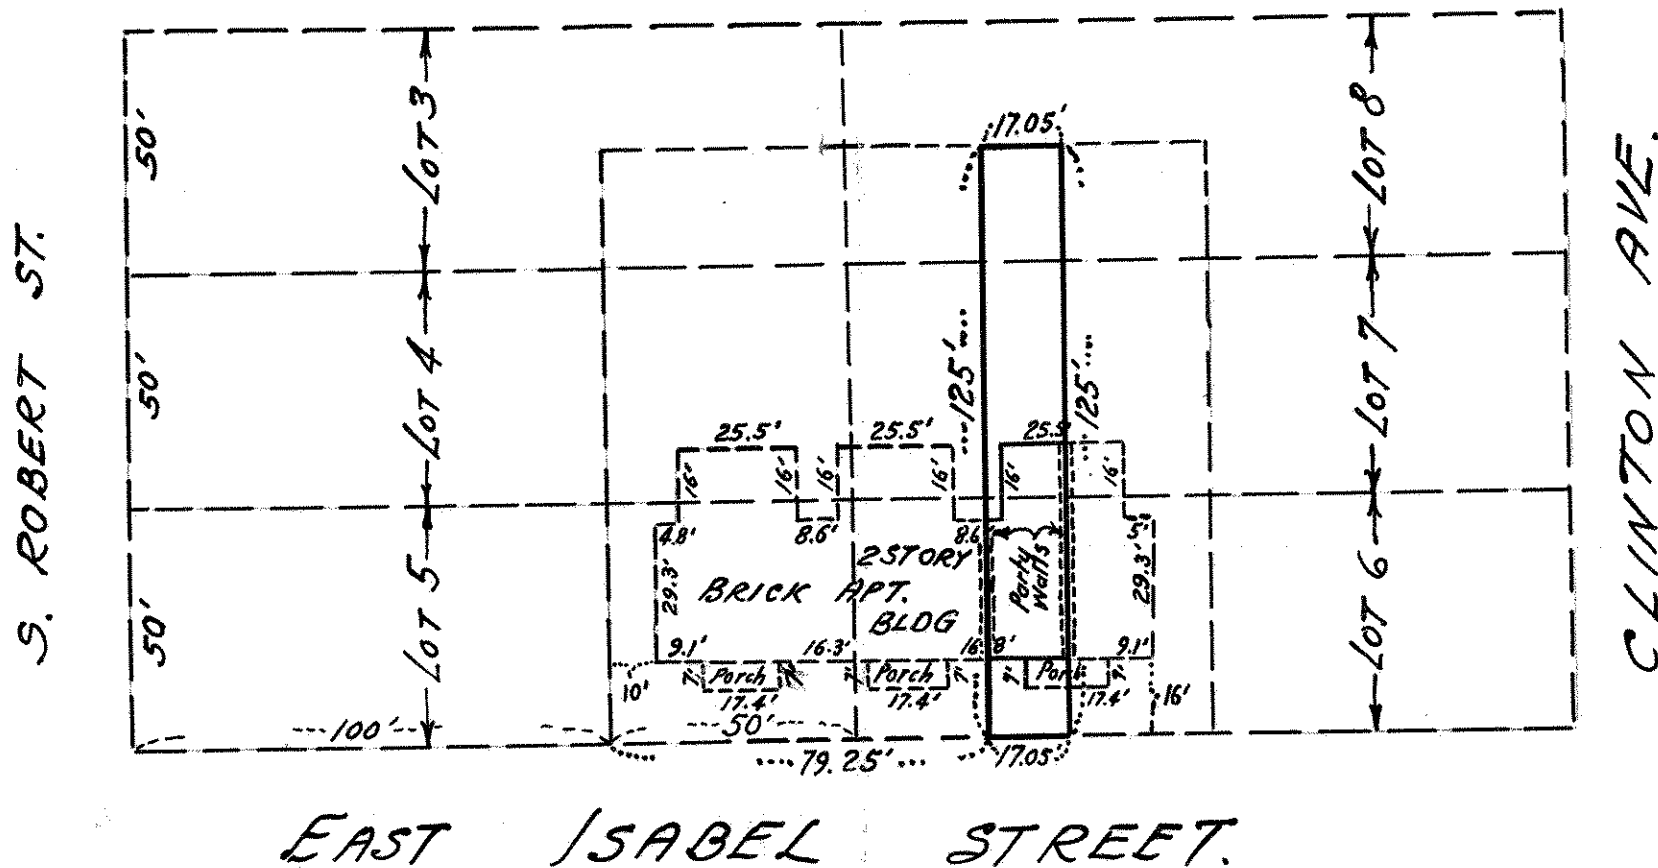 17.05'
50'
LOT 3
LOT 8
S. ROBERT ST.
CLINTON AVE.
50'
LOT 4
125'
125'
LOT 7
25.5'
25.5'
25.5'
16'
16'
16'
16'
16'
16'
4.8'
8.6'
8.6'
5'
2 STORY
BRICK APT.
BLDG
Party
Walls
29.3'
29.3'
50'
LOT 5
LOT 6
9.1'
16.3'
16
8'
9.1'
10'
7'
Porch
7'
7'
Porch
7'
7'
Porch
7'
17.4'
17.4'
17.4'
16'
100'
50'
79.25'
17.05'
EAST ISABEL STREET.